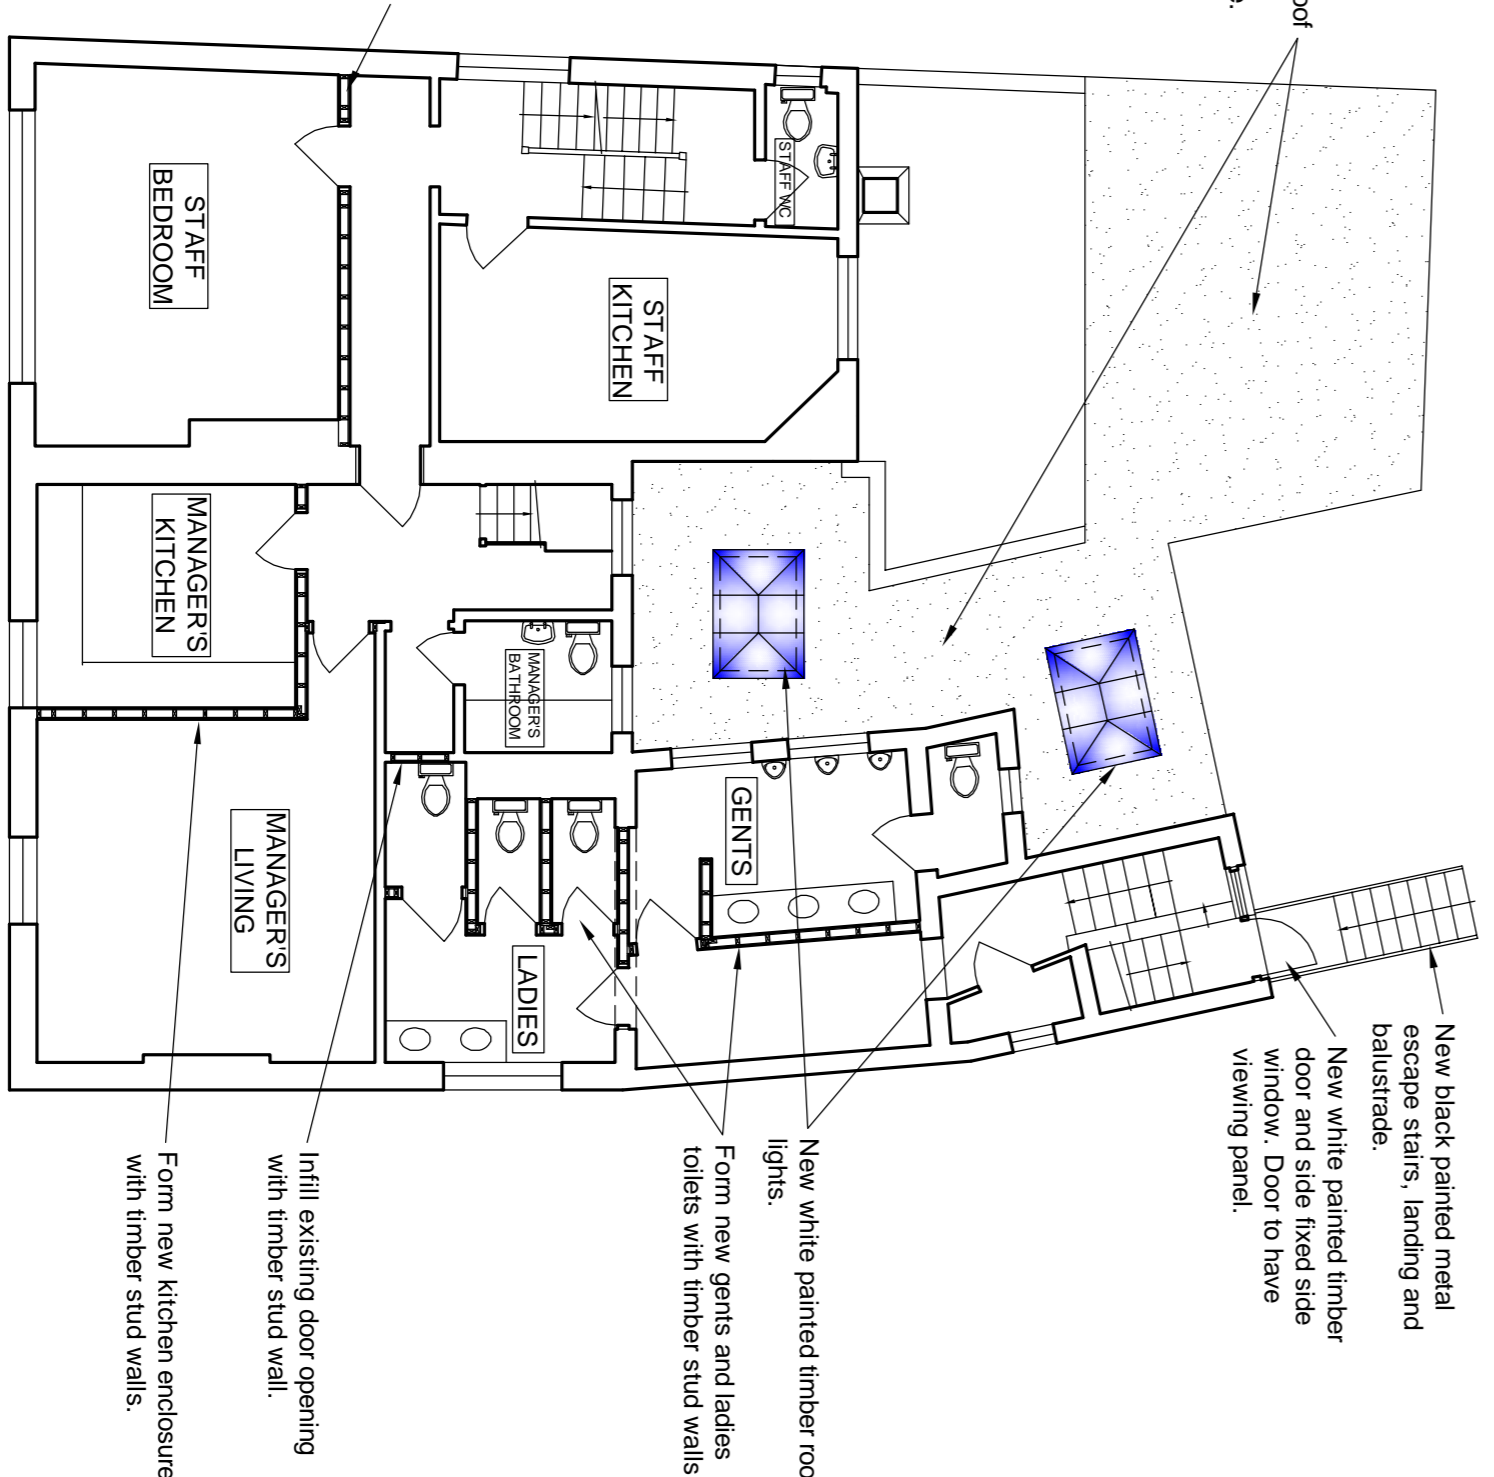 STAFF
BEDROOM
STAFF
KITCHEN
STAFF WC
MANAGER'S
KITCHEN
MANAGER'S
BATHROOM
MANAGER'S
LIVING
GENTS
LADIES
New black painted metal
escape stairs, landing and
balustrade.
New white painted timber
door and side fixed side
window. Door to have
viewing panel.
New white painted timber roo
lights.
Form new gents and ladies
toilets with timber stud walls
Infill existing door opening
with timber stud wall.
Form new kitchen enclosure
with timber stud walls.